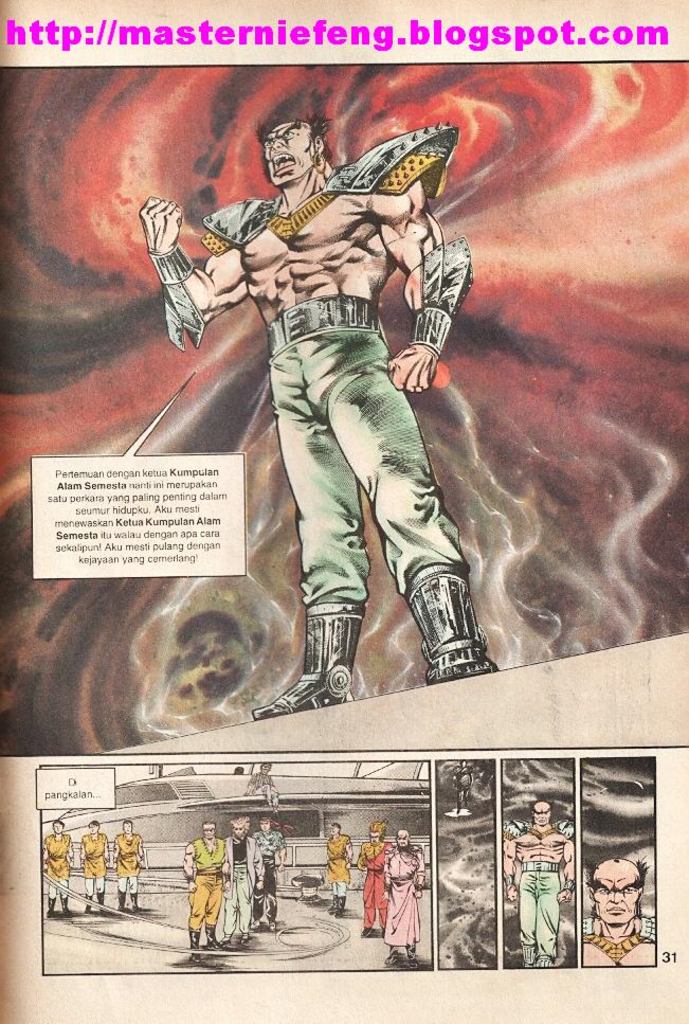 http://masterniefeng.blogspot.com
Pertemuan dengan ketua Kumpulan
Alam Semesta nanti ini merupakan
satu perkara yang paling penting dalam
seumur hidupku. Aku mesti
menewaskan Ketua Kumpulan Alam
Semesta itu walau dengan apa cara
sekalipun! Aku mesti pulang dengan
kejayaan yang cemerlang!
Di
pangkalan...
31